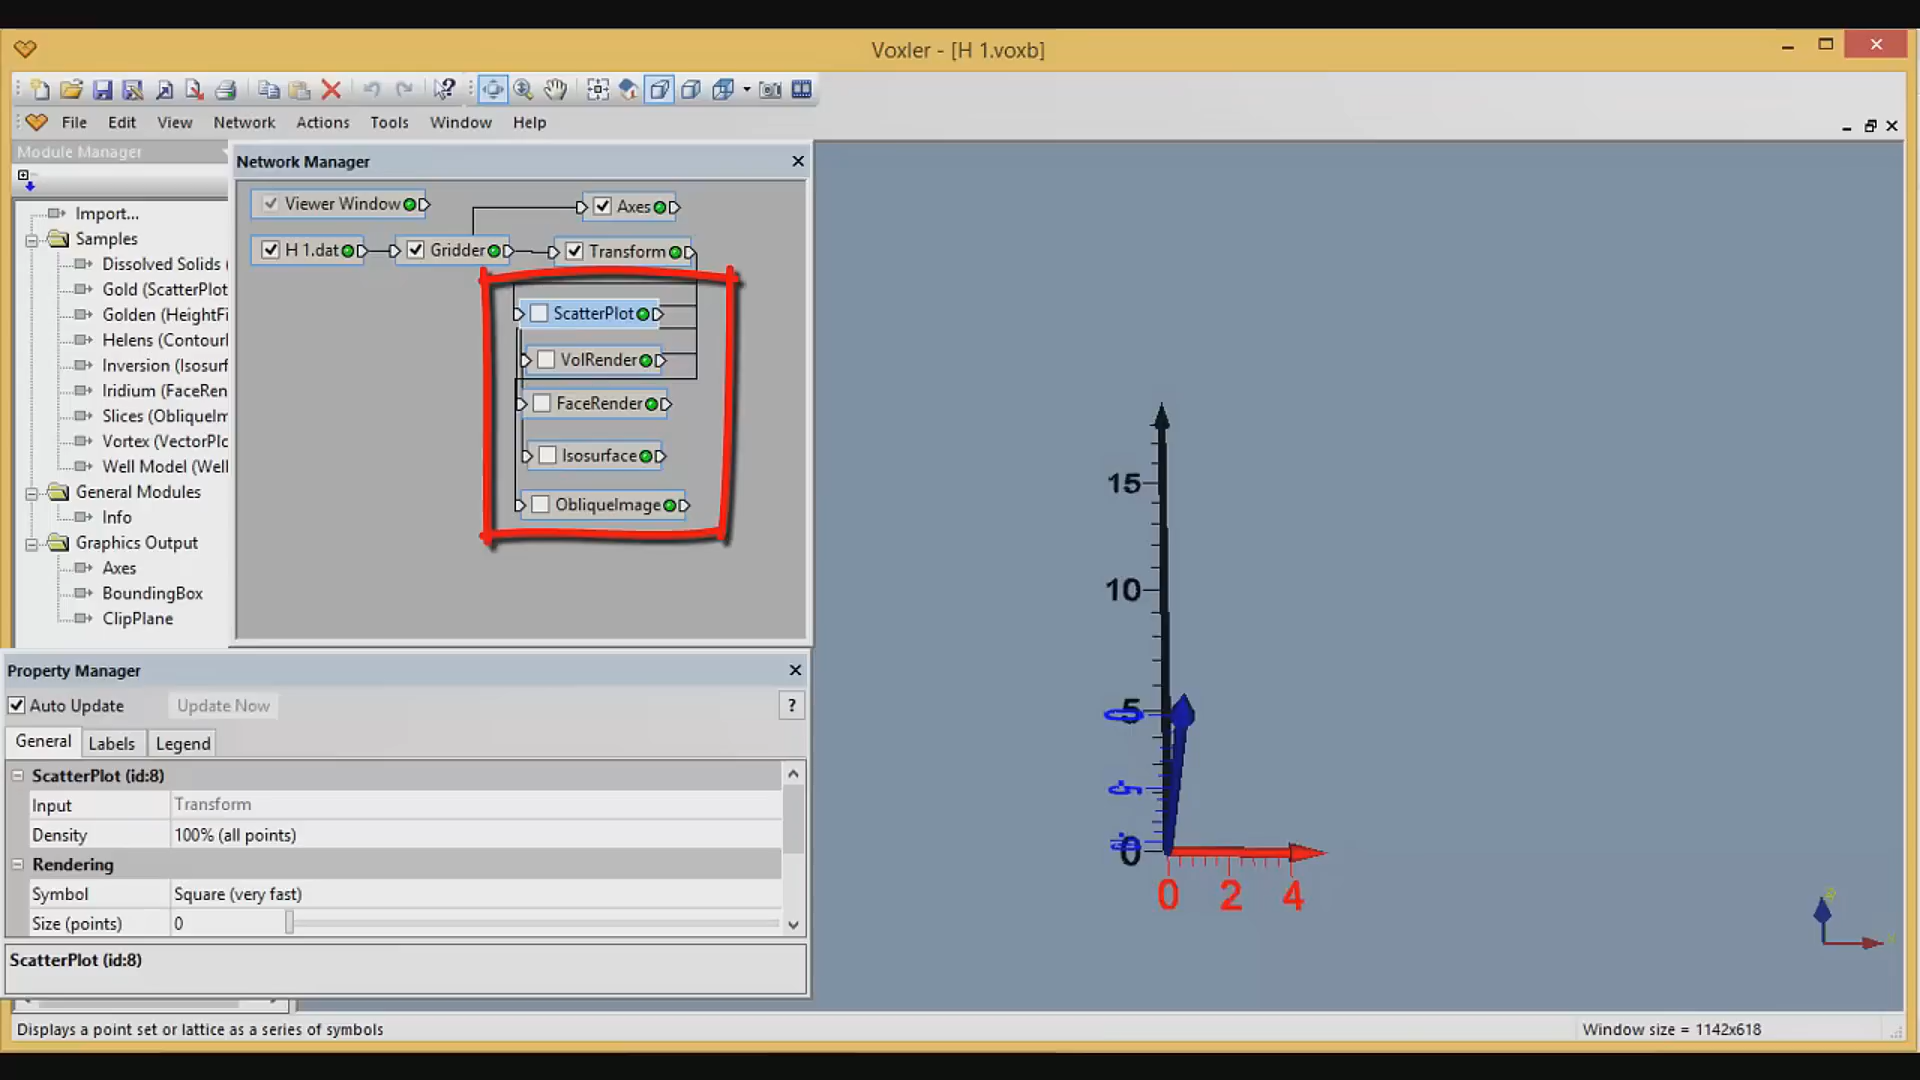 Voxler - [H 1.voxb]
File Edit View Network Actions Tools Window Help
Module Manager
Import...
Samples
Dissolved Solids (
Gold (ScatterPlot
Golden (HeightFi
Helens (Contourl
Inversion (Isosurf
Iridium (FaceRen
Slices (ObliqueIm
Vortex (VectorPlc
Well Model (Well
General Modules
Info
Graphics Output
Axes
BoundingBox
ClipPlane
Network Manager
Viewer Window
Axes
H 1.dat
Gridder
Transform
ScatterPlot
VolRender
FaceRender
Isosurface
ObliqueImage
Property Manager
Auto Update Update Now ?
General Labels Legend
ScatterPlot (id:8)
Input Transform
Density 100% (all points)
Rendering
Symbol Square (very fast)
Size (points) 0
ScatterPlot (id:8)
15
10
5
0
0 2 4
Displays a point set or lattice as a series of symbols
Window size = 1142x618